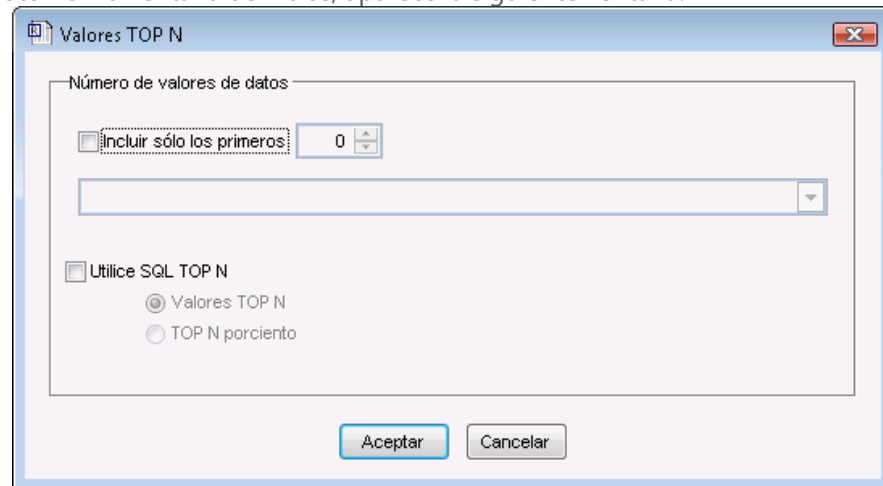 Valores TOP N
Número de valores de datos
Incluir sólo los primeros 0
Utilice SQL TOP N
Valores TOP N
TOP N porciento
Aceptar Cancelar